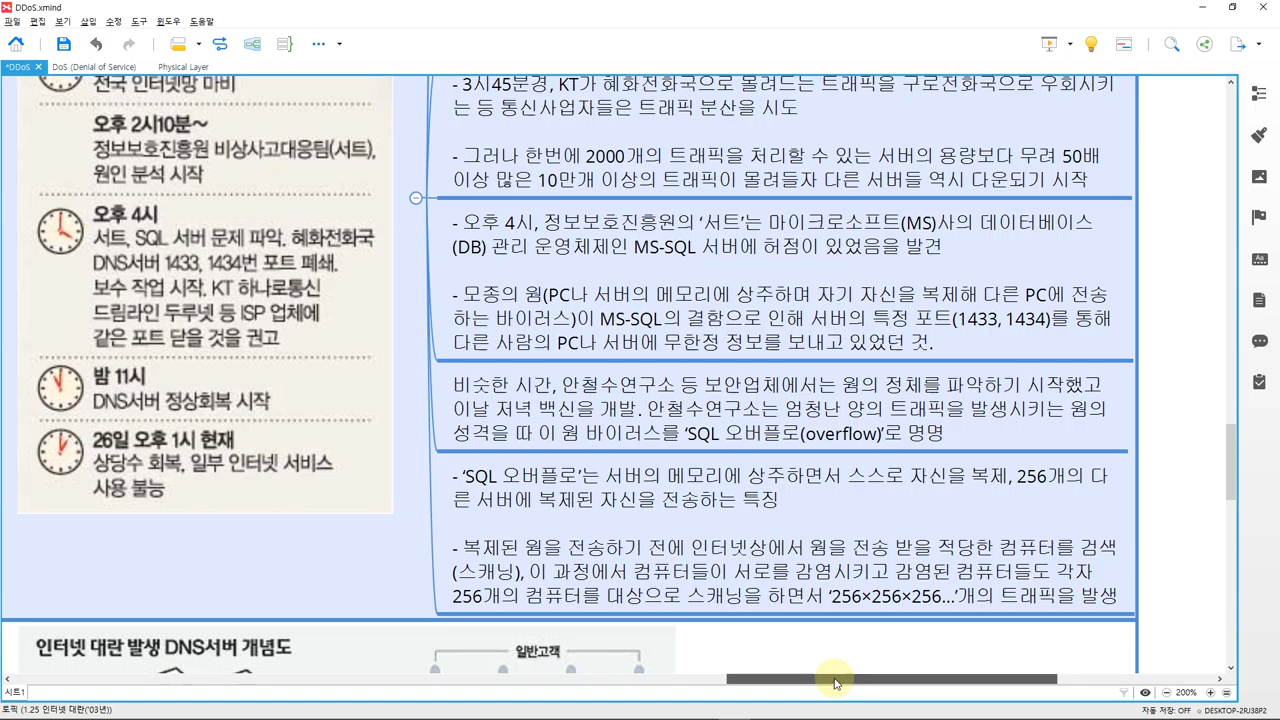 DDoS.xmind
파일 편집 보기 삽입 수정 도구 윈도우 도움말
*DDoS DoS (Denial of Service) Physical Layer
전국 인터넷망 마비
오후 2시10분~
정보보호진흥원 비상사고대응팀(서트),
원인 분석 시작
오후 4시
서트, SQL 서버 문제 파악. 혜화전화국
DNS서버 1433, 1434번 포트 폐쇄.
보수 작업 시작. KT 하나로통신
드림라인 두루넷 등 ISP 업체에
같은 포트 닫을 것을 권고
밤 11시
DNS서버 정상회복 시작
26일 오후 1시 현재
상당수 회복, 일부 인터넷 서비스
사용 불능
- 3시45분경, KT가 혜화전화국으로 몰려드는 트래픽을 구로전화국으로 우회시키
는 등 통신사업자들은 트래픽 분산을 시도
- 그러나 한번에 2000개의 트래픽을 처리할 수 있는 서버의 용량보다 무려 50배
이상 많은 10만개 이상의 트래픽이 몰려들자 다른 서버들 역시 다운되기 시작
- 오후 4시, 정보보호진흥원의 ‘서트’는 마이크로소프트(MS)사의 데이터베이스
(DB) 관리 운영체제인 MS-SQL 서버에 허점이 있었음을 발견
- 모종의 웜(PC나 서버의 메모리에 상주하며 자기 자신을 복제해 다른 PC에 전송
하는 바이러스)이 MS-SQL의 결함으로 인해 서버의 특정 포트(1433, 1434)를 통해
다른 사람의 PC나 서버에 무한정 정보를 보내고 있었던 것.
비슷한 시간, 안철수연구소 등 보안업체에서는 웜의 정체를 파악하기 시작했고
이날 저녁 백신을 개발. 안철수연구소는 엄청난 양의 트래픽을 발생시키는 웜의
성격을 따 이 웜 바이러스를 ‘SQL 오버플로(overflow)’로 명명
- ‘SQL 오버플로’는 서버의 메모리에 상주하면서 스스로 자신을 복제, 256개의 다
른 서버에 복제된 자신을 전송하는 특징
- 복제된 웜을 전송하기 전에 인터넷상에서 웜을 전송 받을 적당한 컴퓨터를 검색
(스캐닝), 이 과정에서 컴퓨터들이 서로를 감염시키고 감염된 컴퓨터들도 각자
256개의 컴퓨터를 대상으로 스캐닝을 하면서 ‘256×256×256…’개의 트래픽을 발생
인터넷 대란 발생 DNS서버 개념도
일반고객
시트1
200%
토픽 (1.25 인터넷 대란('03년))
자동 저장: OFF
DESKTOP-2RJ38P2